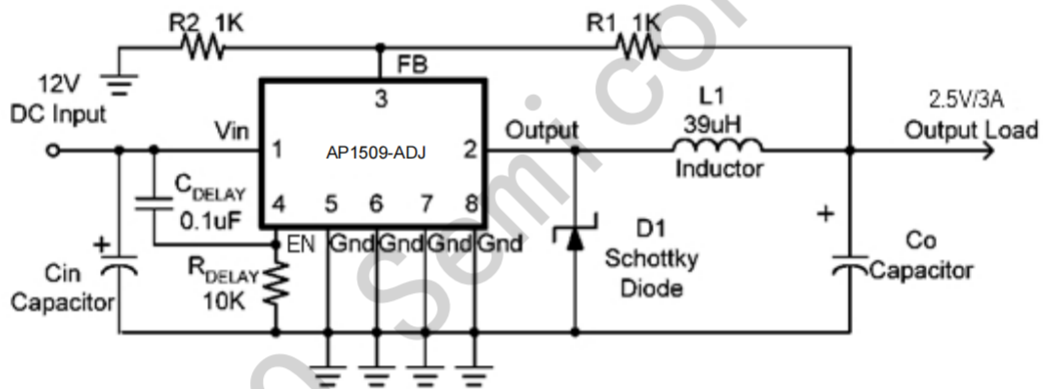 R2 1K
R1 1K
FB
12V
DC Input
3
L1
39uH
Inductor
2.5V/3A
Output Load
Vin
1
AP1509-ADJ
2
Output
CDELAY
0.1uF
4 5 6 7 8
EN Gnd Gnd Gnd Gnd
+
Cin
Capacitor
RDELAY
10K
D1
Schottky
Diode
+
Co
Capacitor